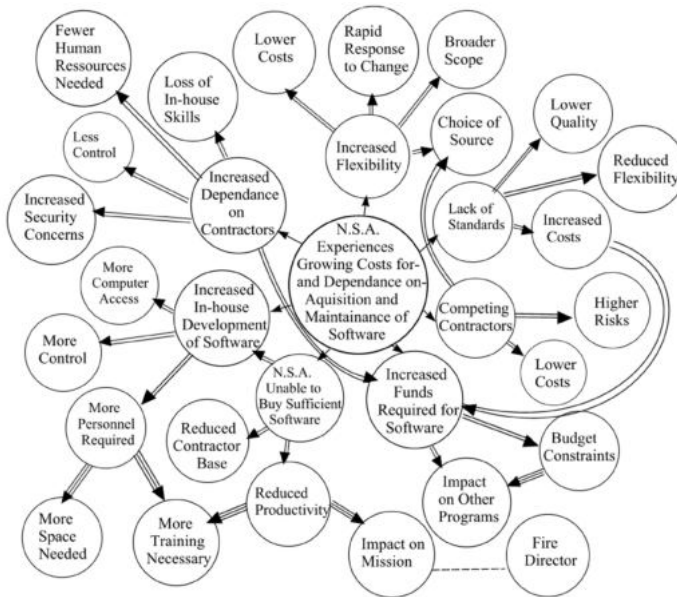 Fewer
Human
Ressources
Needed
Loss of
In-house
Skills
Less
Control
Increased
Security
Concerns
Increased
Dependance
on
Contractors
Lower
Costs
Rapid
Response
to Change
Broader
Scope
Increased
Flexibility
Choice of
Source
Lower
Quality
Reduced
Flexibility
Lack of
Standards
Increased
Costs
N.S.A.
Experiences
Growing Costs for-
and Dependance on-
Aquisition and
Maintainance of
Software
More
Computer
Access
More
Control
Increased
In-house
Development
of Software
Competing
Contractors
Higher
Risks
Lower
Costs
N.S.A.
Unable to
Buy Sufficient
Software
Increased
Funds
Required for
Software
More
Personnel
Required
Reduced
Contractor
Base
Budget
Constraints
Impact
on Other
Programs
More
Space
Needed
More
Training
Necessary
Reduced
Productivity
Impact on
Mission
Fire
Director